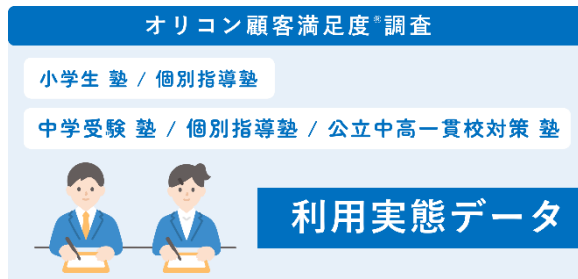 オリコン顧客満足度®調査
小学生 塾 / 個別指導塾
中学受験 塾 / 個別指導塾 / 公立中高一貫校対策 塾
利用実態データ